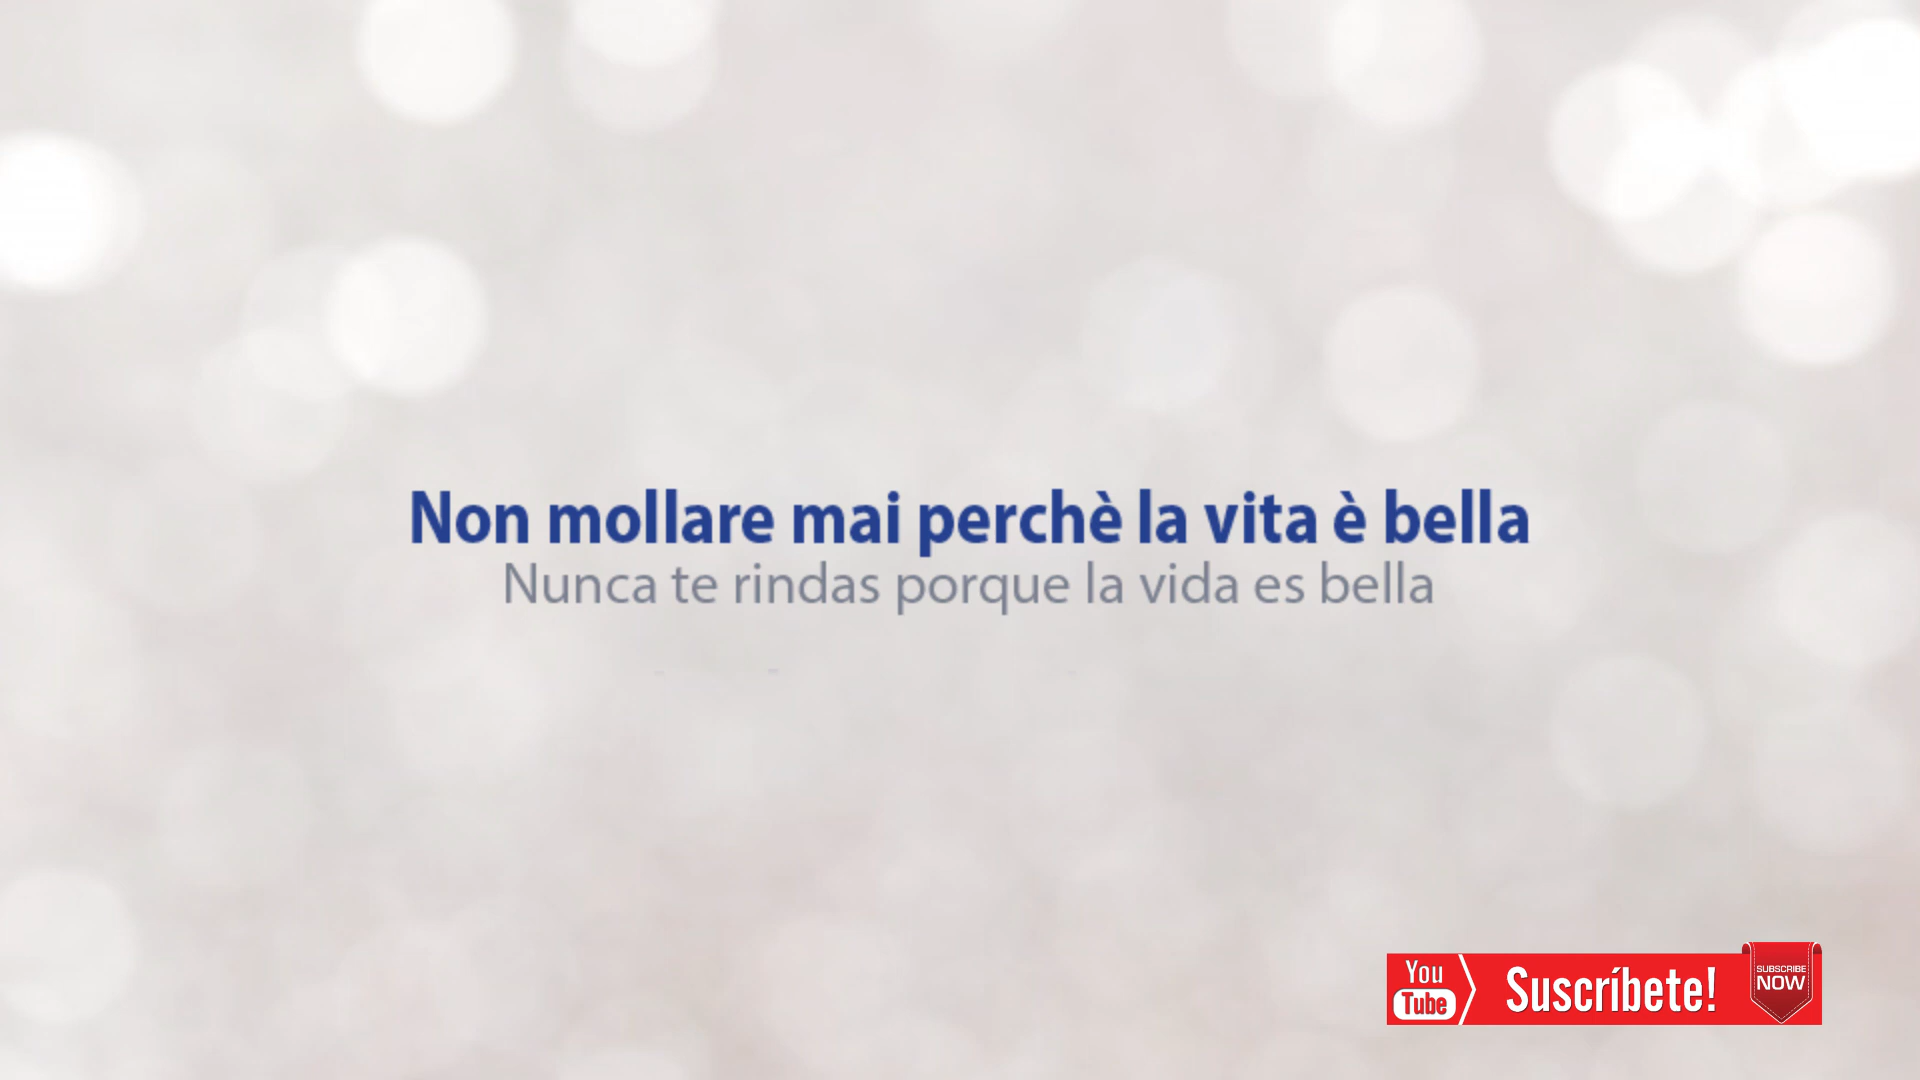 Non mollare mai perchè la vita è bella
Nunca te rindas porque la vida es bella
You
Tube
Suscríbete!
SUBSCRIBE
NOW